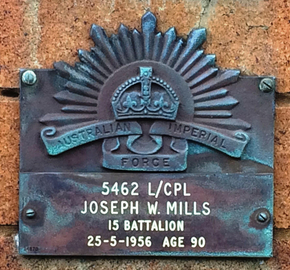 AUSTRALIAN IMPERIAL
FORCE
5462 L/CPL
JOSEPH W. MILLS
15 BATTALION
25-5-1956 AGE 90